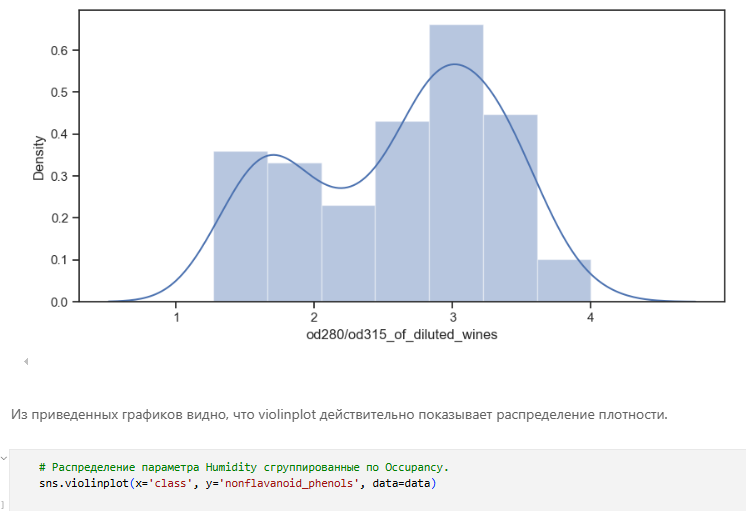 0.6
0.5
0.4
0.3
0.2
0.1
0.0
Density
1 2 3 4
od280/od315_of_diluted_wines
Из приведенных графиков видно, что violinplot действительно показывает распределение плотности.
# Распределение параметра Humidity сгруппированные по Occupancy.
sns.violinplot(x='class', y='nonflavanoid_phenols', data=data)
]